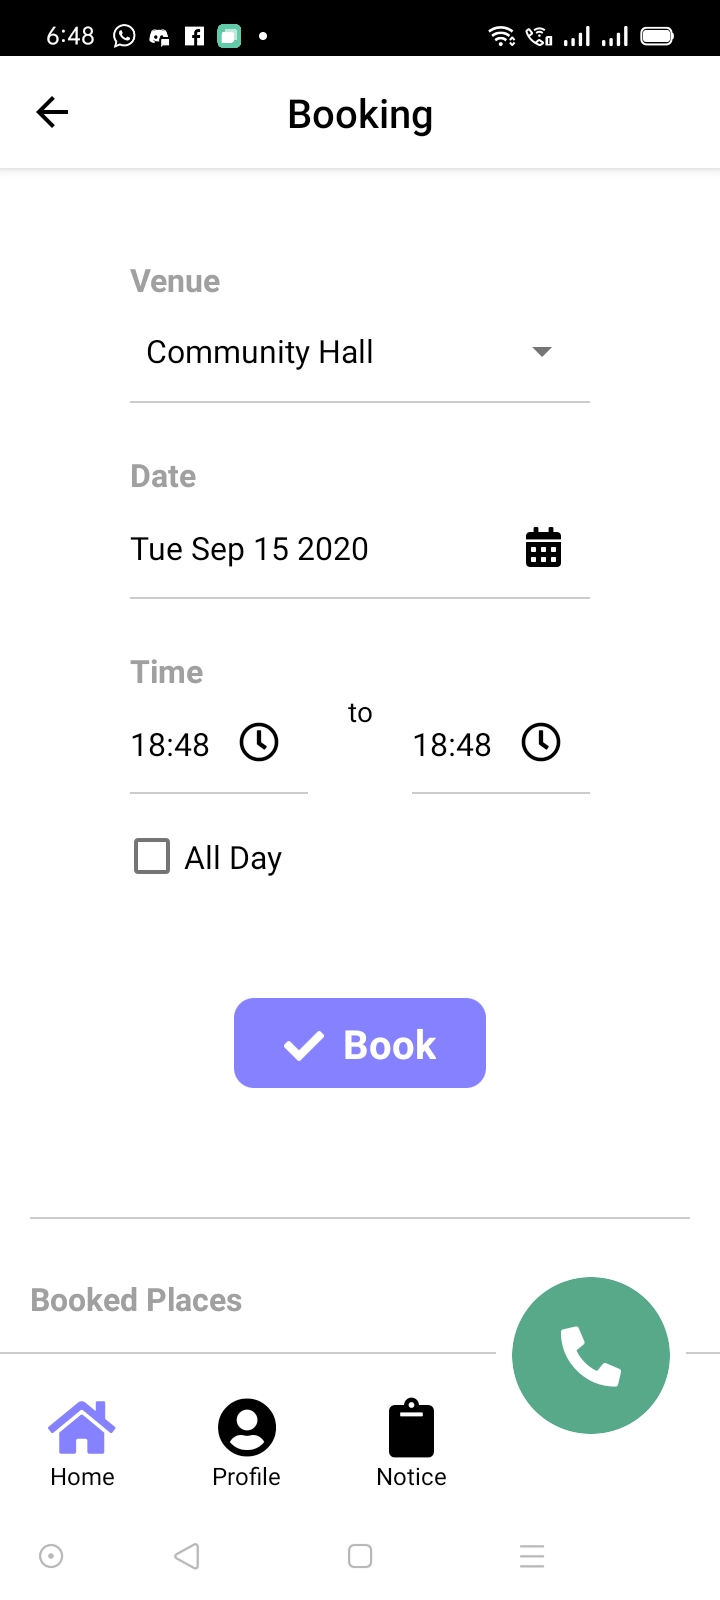 6:48
Booking
Venue
Community Hall
Date
Tue Sep 15 2020
Time
18:48 to 18:48
All Day
Book
Booked Places
Home Profile Notice